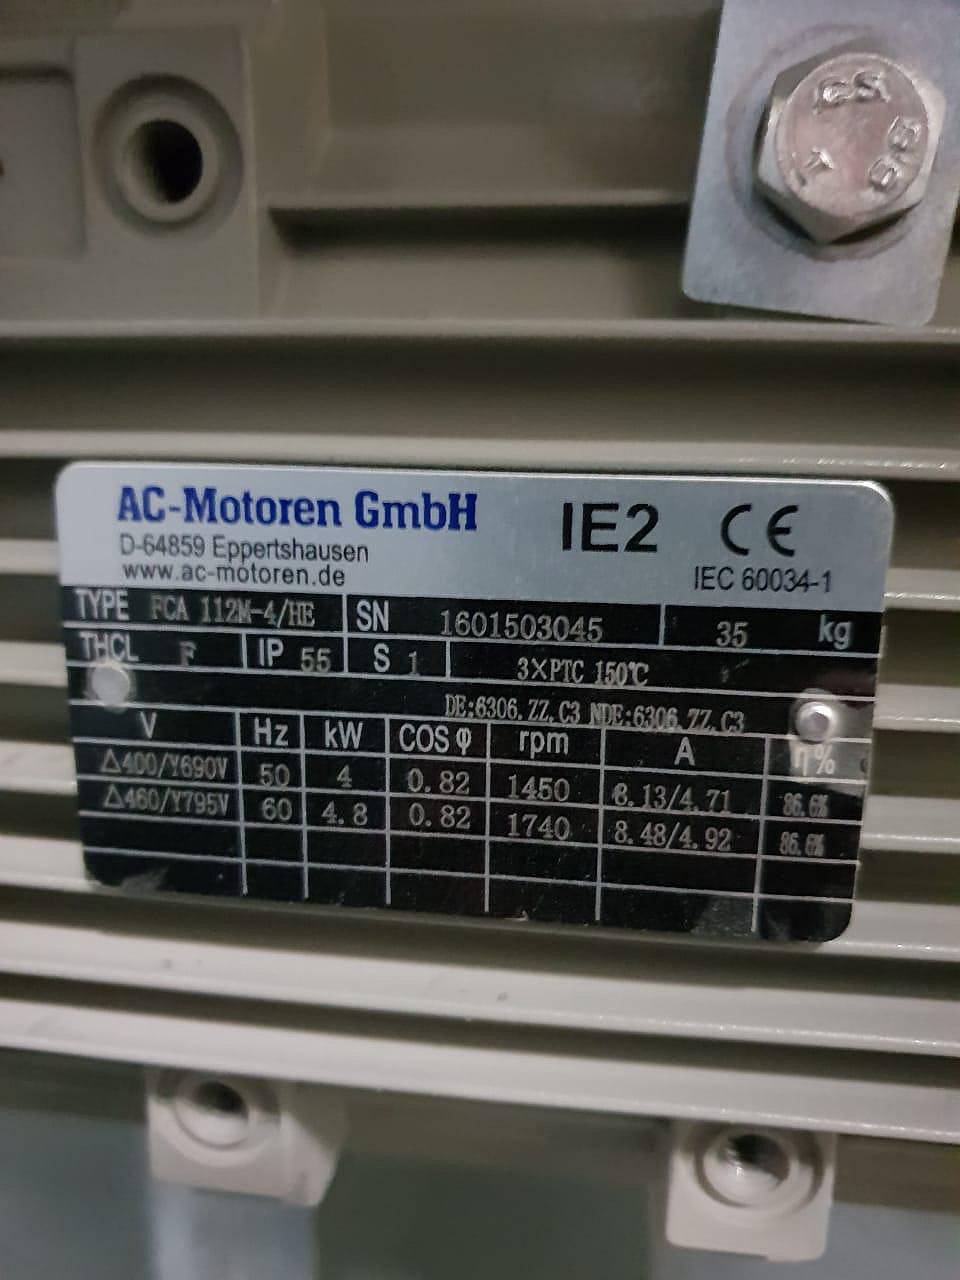 CS 8.8 T
AC-Motoren GmbH IE2 CE
D-64859 Eppertshausen
www.ac-motoren.de IEC 60034-1
TYPE FCA 112M-4/HE SN 1601503045 35 kg
THCL F IP 55 S 1 3×PTC 150℃
DE:6306.ZZ.C3 NDE:6306.ZZ.C3
V Hz kW COS φ rpm A η%
Δ400/Y690V 50 4 0.82 1450 8.13/4.71 86.6%
Δ460/Y795V 60 4.8 0.82 1740 8.48/4.92 86.6%